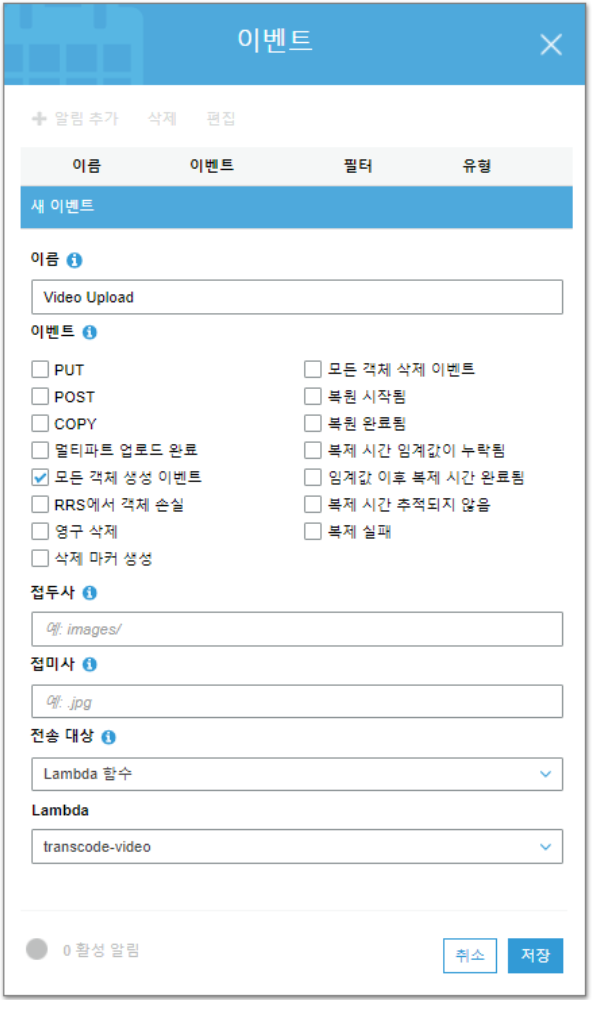 이벤트
알림 추가 삭제 편집
이름 이벤트 필터 유형
새 이벤트
이름
Video Upload
이벤트
PUT 모든 객체 삭제 이벤트
POST 복원 시작됨
COPY 복원 완료됨
멀티파트 업로드 완료 복제 시간 임계값이 누락됨
모든 객체 생성 이벤트 임계값 이후 복제 시간 완료됨
RRS에서 객체 손실 복제 시간 추적되지 않음
영구 삭제 복제 실패
삭제 마커 생성
접두사
예: images/
접미사
예: .jpg
전송 대상
Lambda 함수
Lambda
transcode-video
0 활성 알림 취소 저장